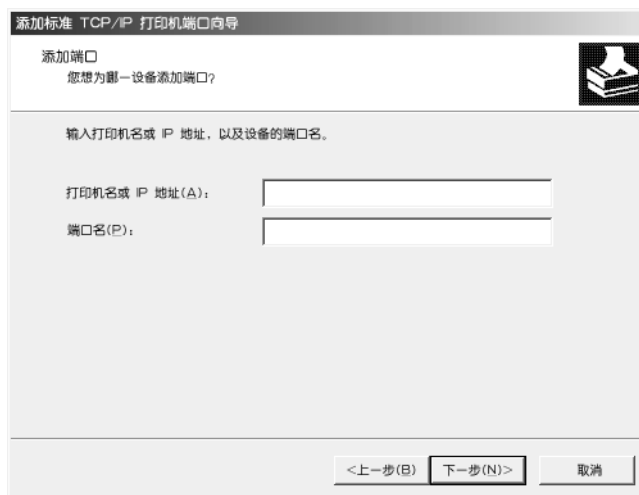 添加标准 TCP/IP 打印机端口向导
添加端口
您想为哪一设备添加端口?
输入打印机名或 IP 地址，以及设备的端口名。
打印机名或 IP 地址(A):
端口名(P):
<上一步(B)
下一步(N)>
取消